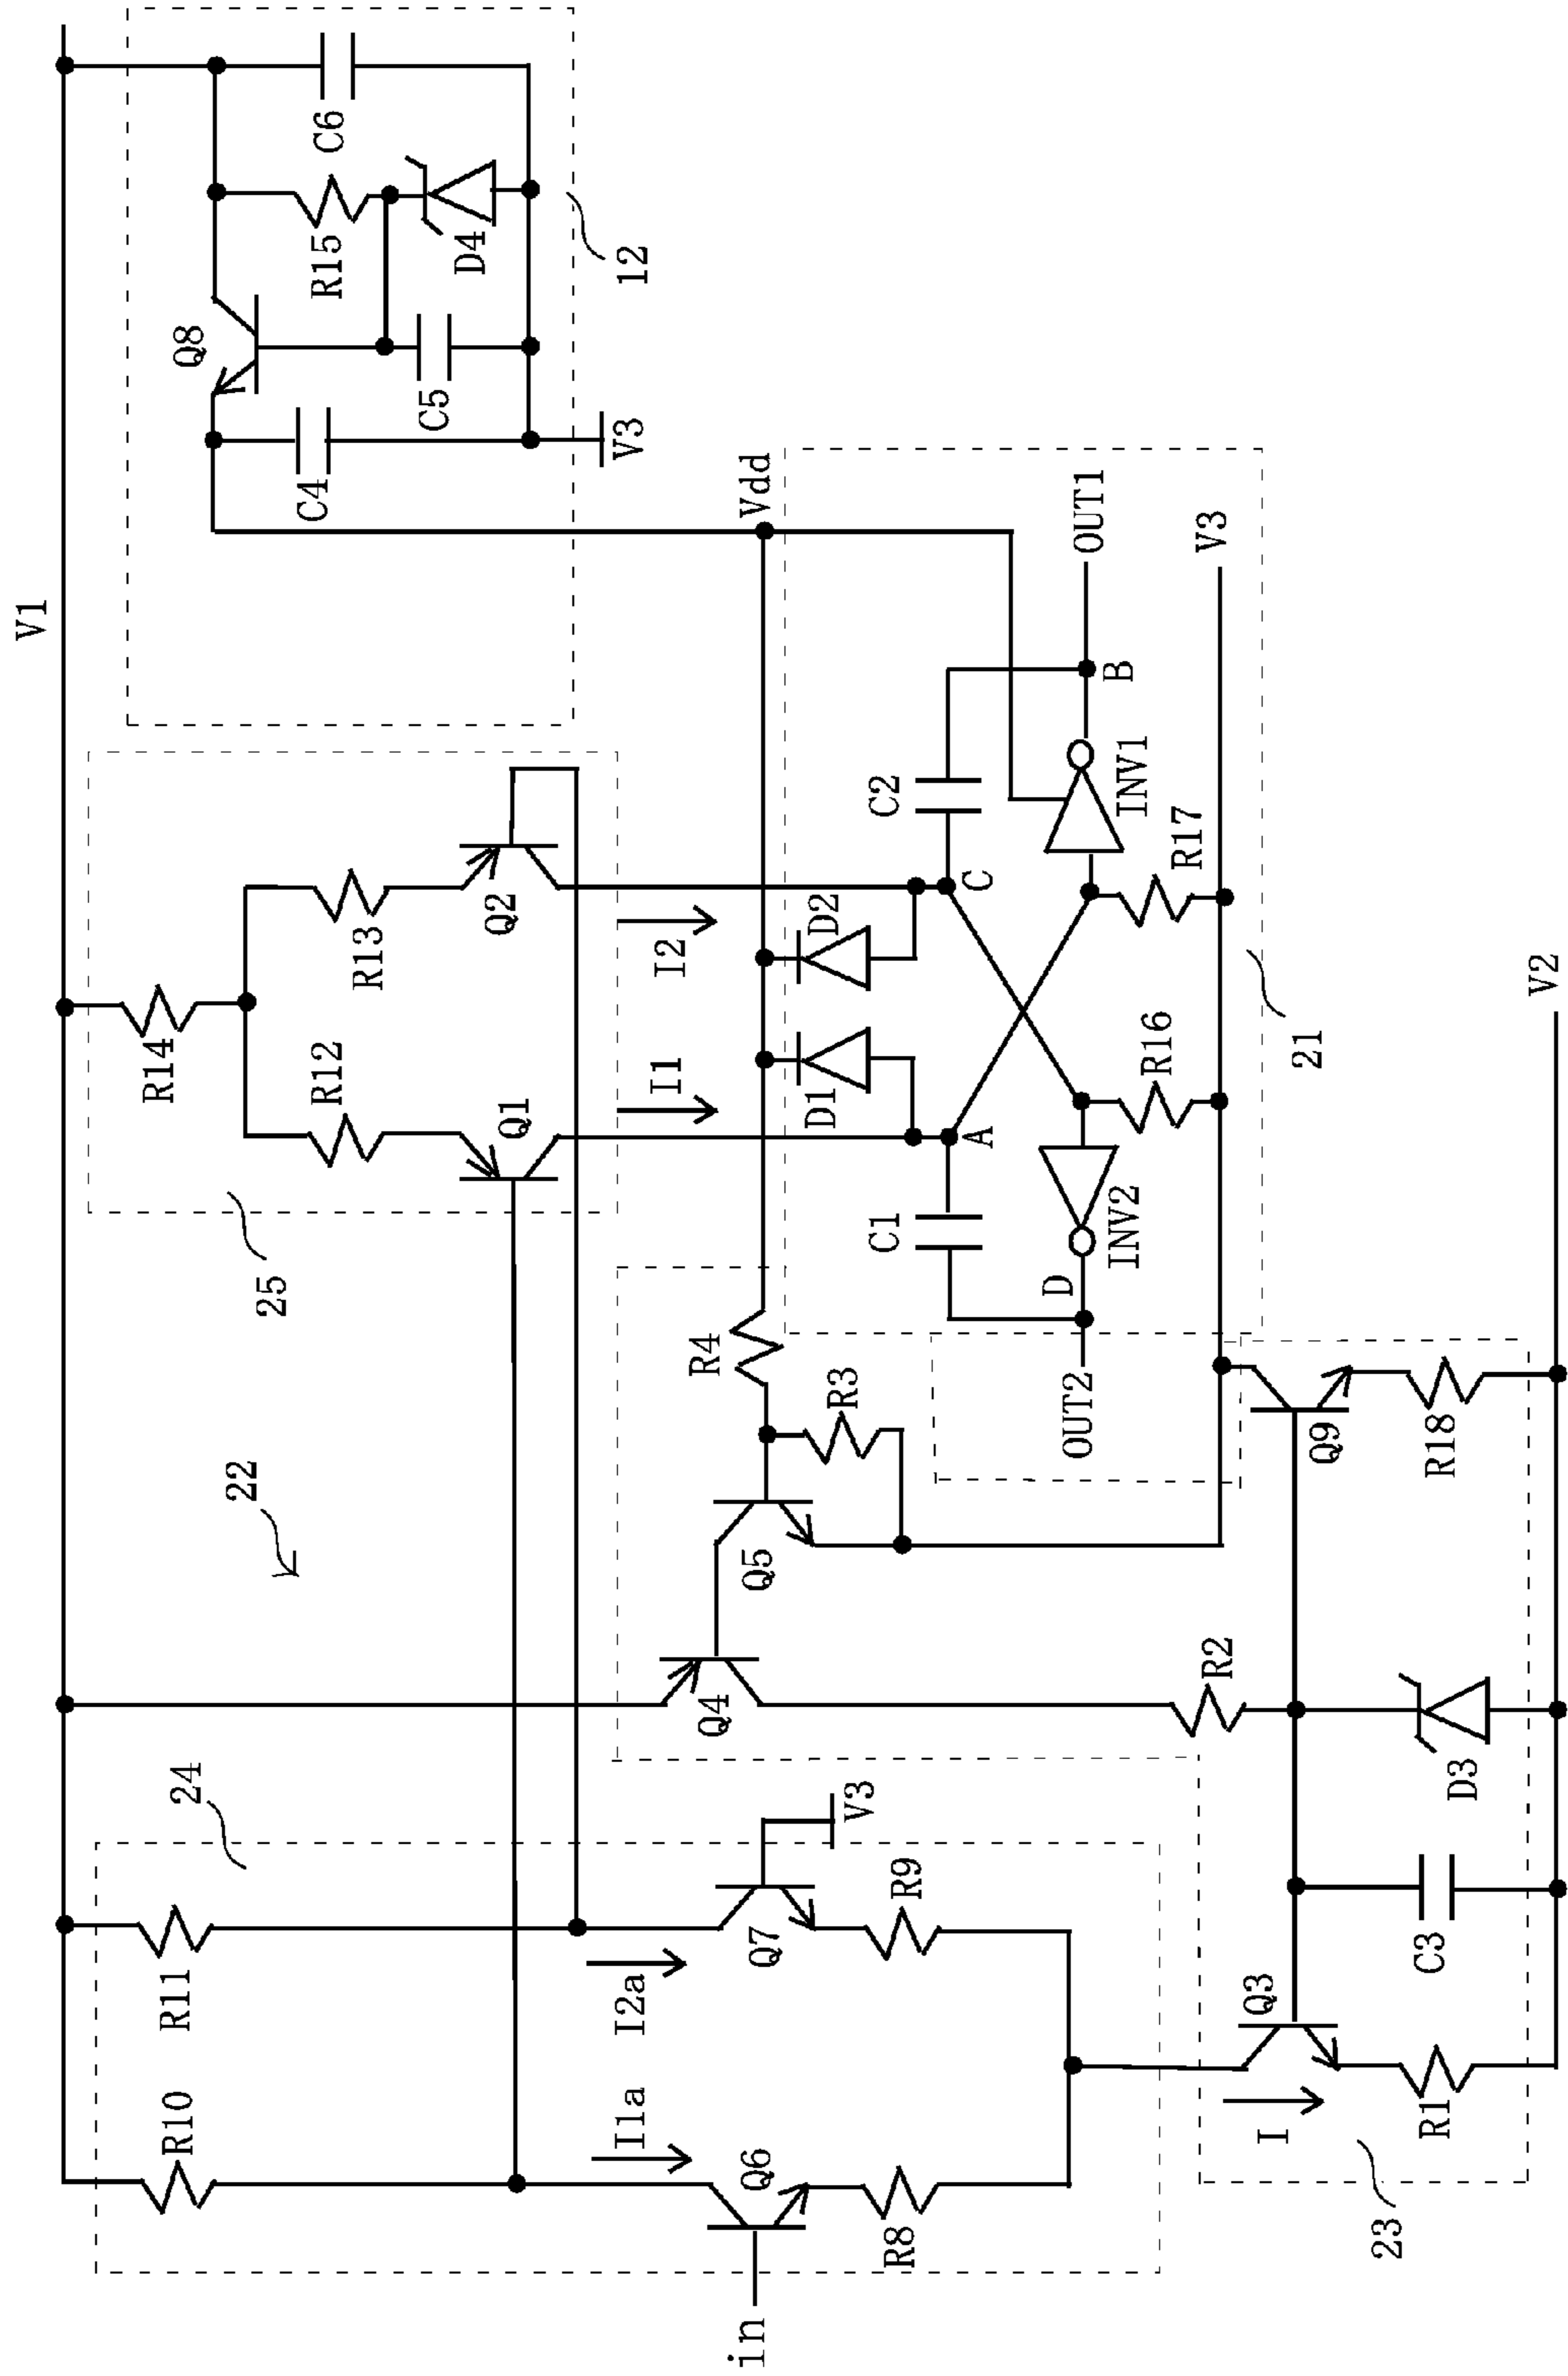 V1
24
R10
R11
I1a
I2a
in
Q6
Q7
V3
R8
R9
22
25
R14
R12
R13
Q1
Q2
I1
I2
12
Q8
R15
C6
C4
C5
D4
V3
Vdd
Q4
Q5
R4
R3
R2
D1
D2
C1
C2
A
C
D
B
INV2
INV1
OUT2
OUT1
R16
R17
V3
21
23
I
Q3
R1
C3
D3
Q9
R18
V2